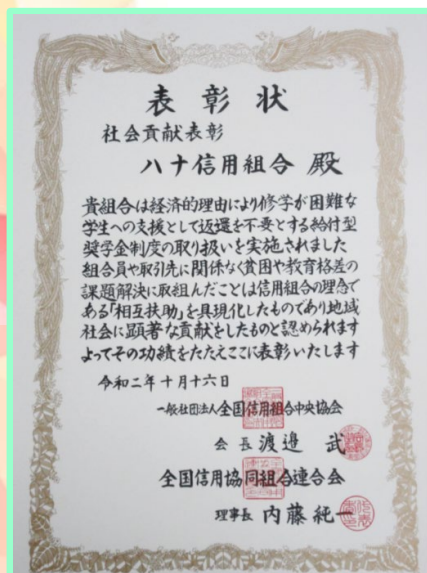 表彰状
社会貢献表彰
ハナ信用組合 殿
貴組合は経済的理由により修学が困難な
学生への支援として返還を不要とする給付型
奨学金制度の取り扱いを実施されました
組合員や取引先に関係なく貧困や教育格差の
課題解決に取組んだことは信用組合の理念で
ある「相互扶助」を具現化したものであり地域
社会に顕著な貢献をしたものと認められます
よってその功績をたたえここに表彰いたします
令和二年十月十六日
一般社団法人全国信用組合中央協会
会長 渡邉 武
全国信用協同組合連合会
理事長 内藤純一